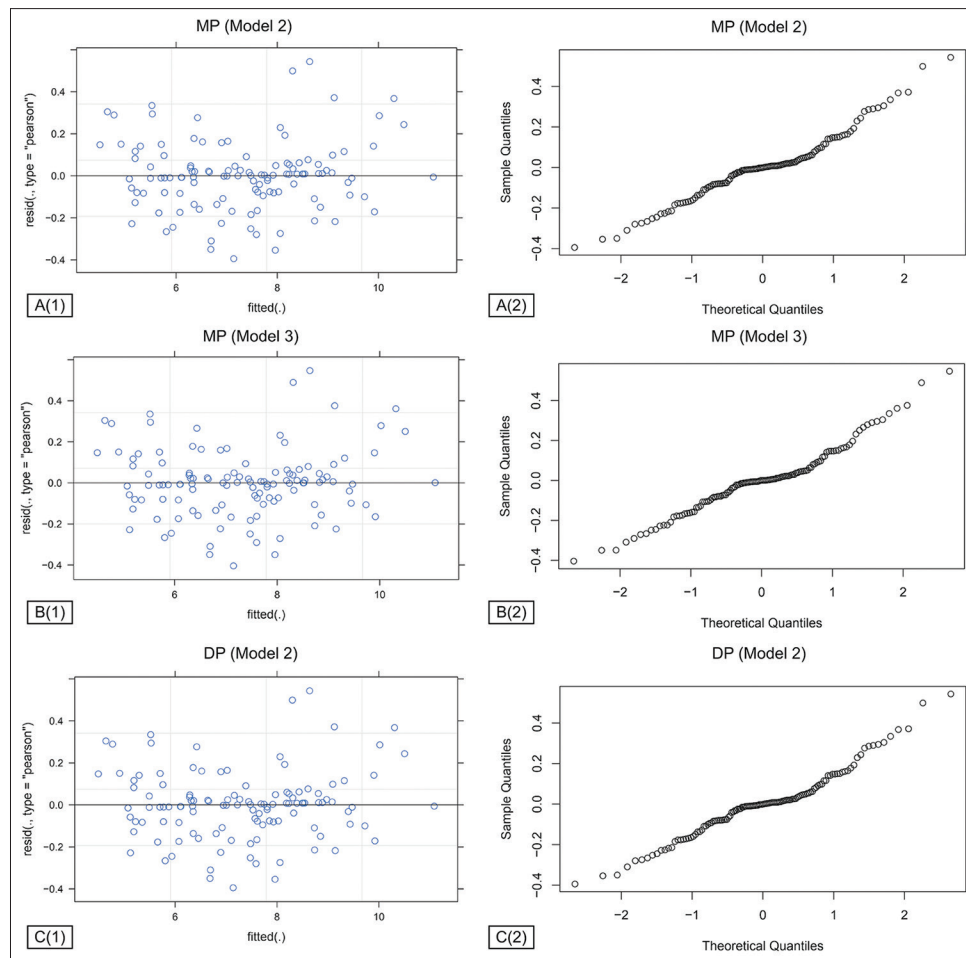 MP (Model 2)
resid(., type = "pearson")
0.4
0.2
0.0
−0.2
−0.4
6
8
10
fitted(.)
A(1)
MP (Model 2)
Sample Quantiles
0.4
0.2
0.0
−0.2
−0.4
−2
−1
0
1
2
Theoretical Quantiles
A(2)
MP (Model 3)
resid(., type = "pearson")
0.4
0.2
0.0
−0.2
−0.4
6
8
10
fitted(.)
B(1)
MP (Model 3)
Sample Quantiles
0.4
0.2
0.0
−0.2
−0.4
−2
−1
0
1
2
Theoretical Quantiles
B(2)
DP (Model 2)
resid(., type = "pearson")
0.4
0.2
0.0
−0.2
−0.4
6
8
10
fitted(.)
C(1)
DP (Model 2)
Sample Quantiles
0.4
0.2
0.0
−0.2
−0.4
−2
−1
0
1
2
Theoretical Quantiles
C(2)